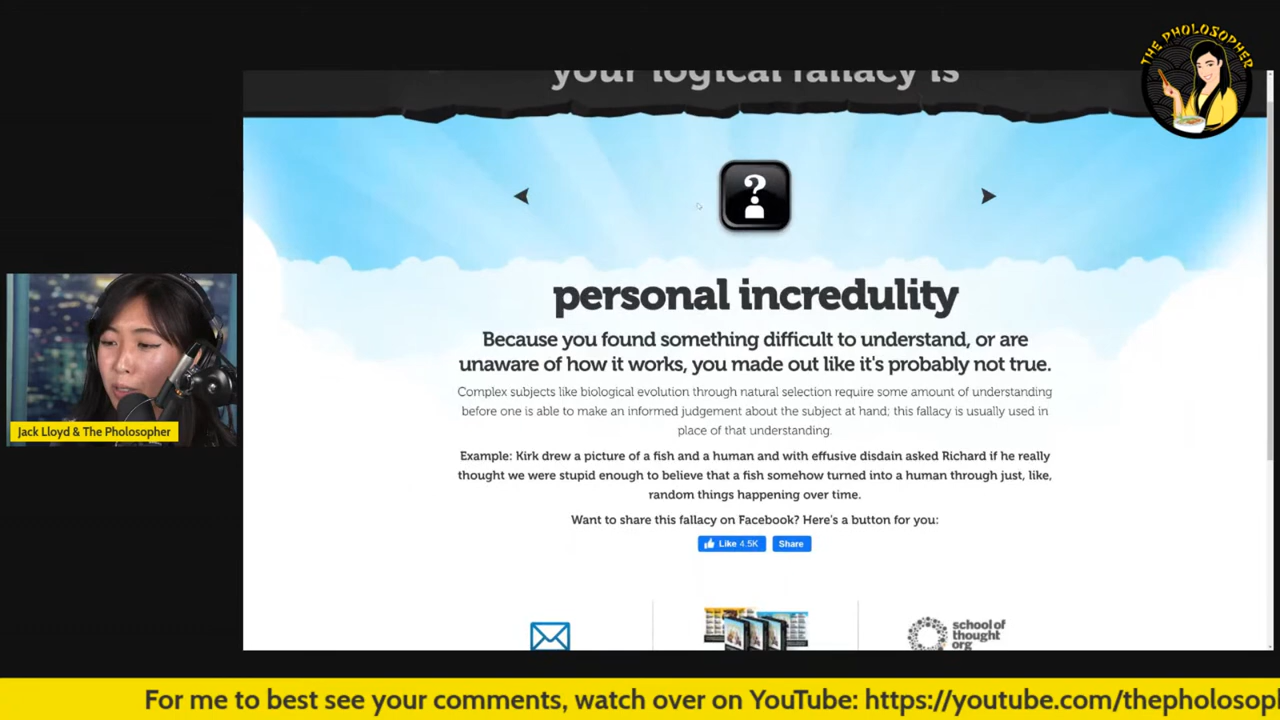 THE PHOLOSOPHER
your logical fallacy is
?
personal incredulity
Because you found something difficult to understand, or are
unaware of how it works, you made out like it's probably not true.
Complex subjects like biological evolution through natural selection require some amount of understanding
before one is able to make an informed judgement about the subject at hand; this fallacy is usually used in
place of that understanding.
Example: Kirk drew a picture of a fish and a human and with effusive disdain asked Richard if he really
thought we were stupid enough to believe that a fish somehow turned into a human through just, like,
random things happening over time.
Want to share this fallacy on Facebook? Here's a button for you:
Like 4.5K Share
school of
thought
org
Jack Lloyd & The Pholosopher
For me to best see your comments, watch over on YouTube: https://youtube.com/thepholosop